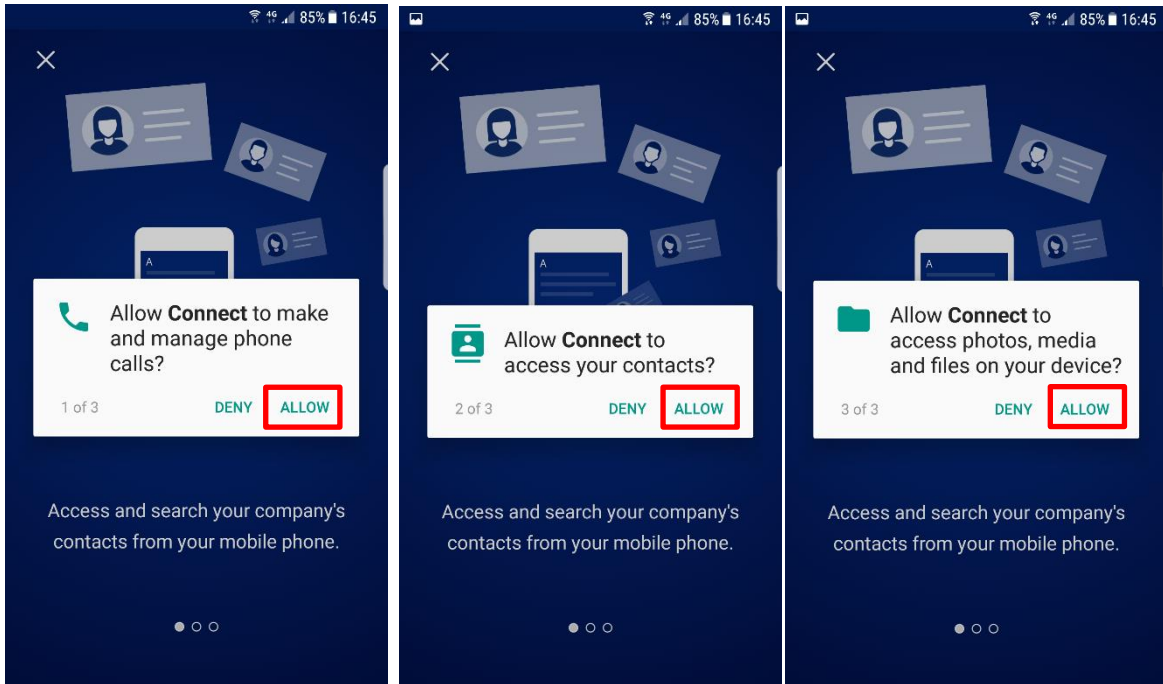 4G 85% 16:45
A
Allow Connect to make
and manage phone
calls?
1 of 3 DENY ALLOW
Access and search your company's
contacts from your mobile phone.
4G 85% 16:45
A
Allow Connect to
access your contacts?
2 of 3 DENY ALLOW
Access and search your company's
contacts from your mobile phone.
4G 85% 16:45
A
Allow Connect to
access photos, media
and files on your device?
3 of 3 DENY ALLOW
Access and search your company's
contacts from your mobile phone.